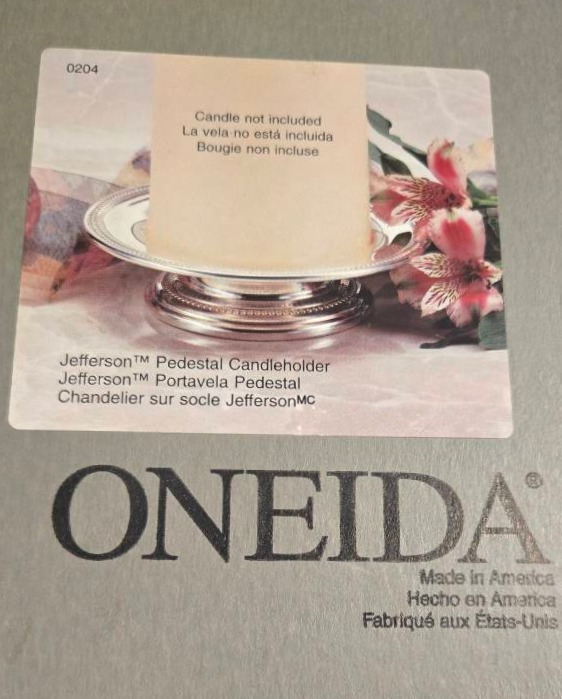 0204
Candle not included
La vela no está incluida
Bougie non incluse
Jefferson™ Pedestal Candleholder
Jefferson™ Portavela Pedestal
Chandelier sur socle Jeffersonᴹᶜ
ONEIDA®
Made in America
Hecho en America
Fabriqué aux États-Unis